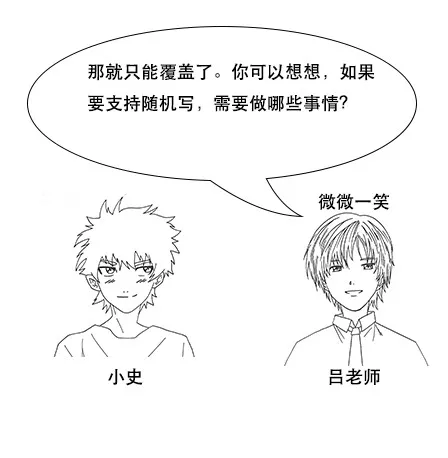 那就只能覆盖了。你可以想想，如果
要支持随机写，需要做哪些事情？
微微一笑
小史
吕老师